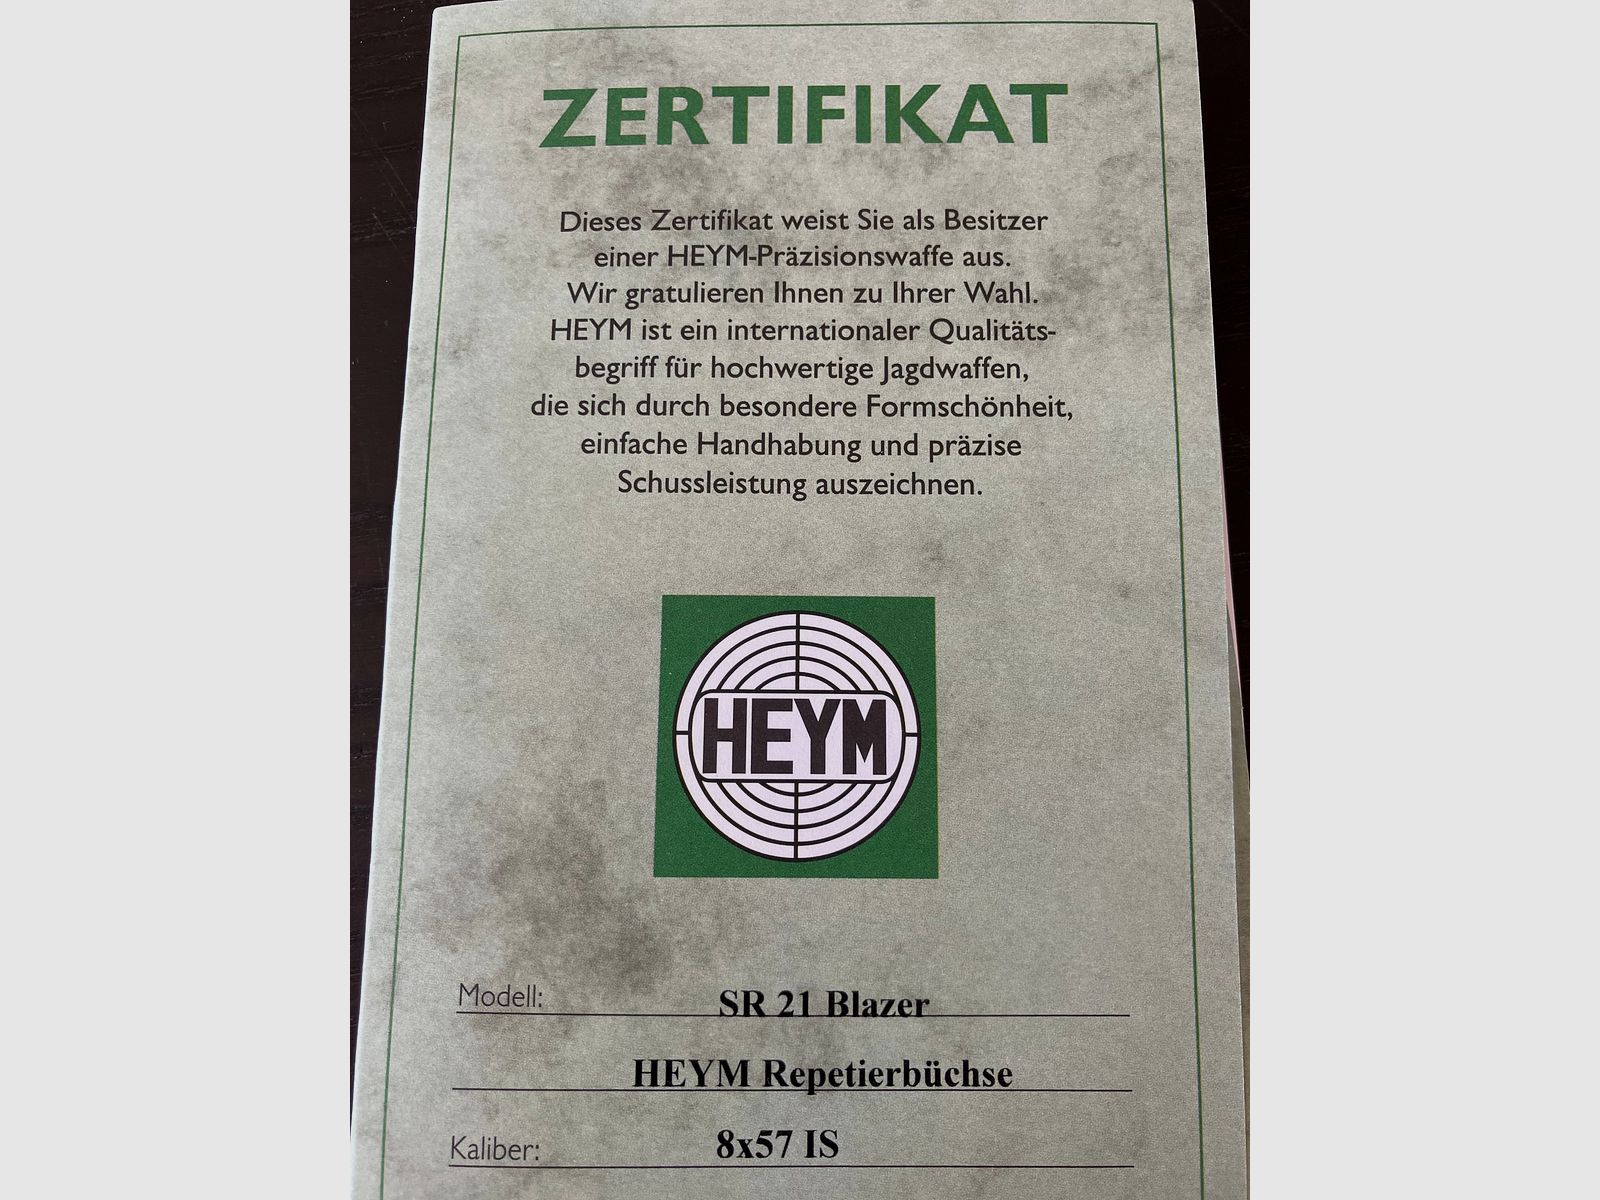 ZERTIFIKAT
Dieses Zertifikat weist Sie als Besitzer
einer HEYM-Präzisionswaffe aus.
Wir gratulieren Ihnen zu Ihrer Wahl.
HEYM ist ein internationaler Qualitäts-
begriff für hochwertige Jagdwaffen,
die sich durch besondere Formschönheit,
einfache Handhabung und präzise
Schussleistung auszeichnen.
HEYM
Modell: SR 21 Blazer
HEYM Repetierbüchse
Kaliber: 8x57 IS